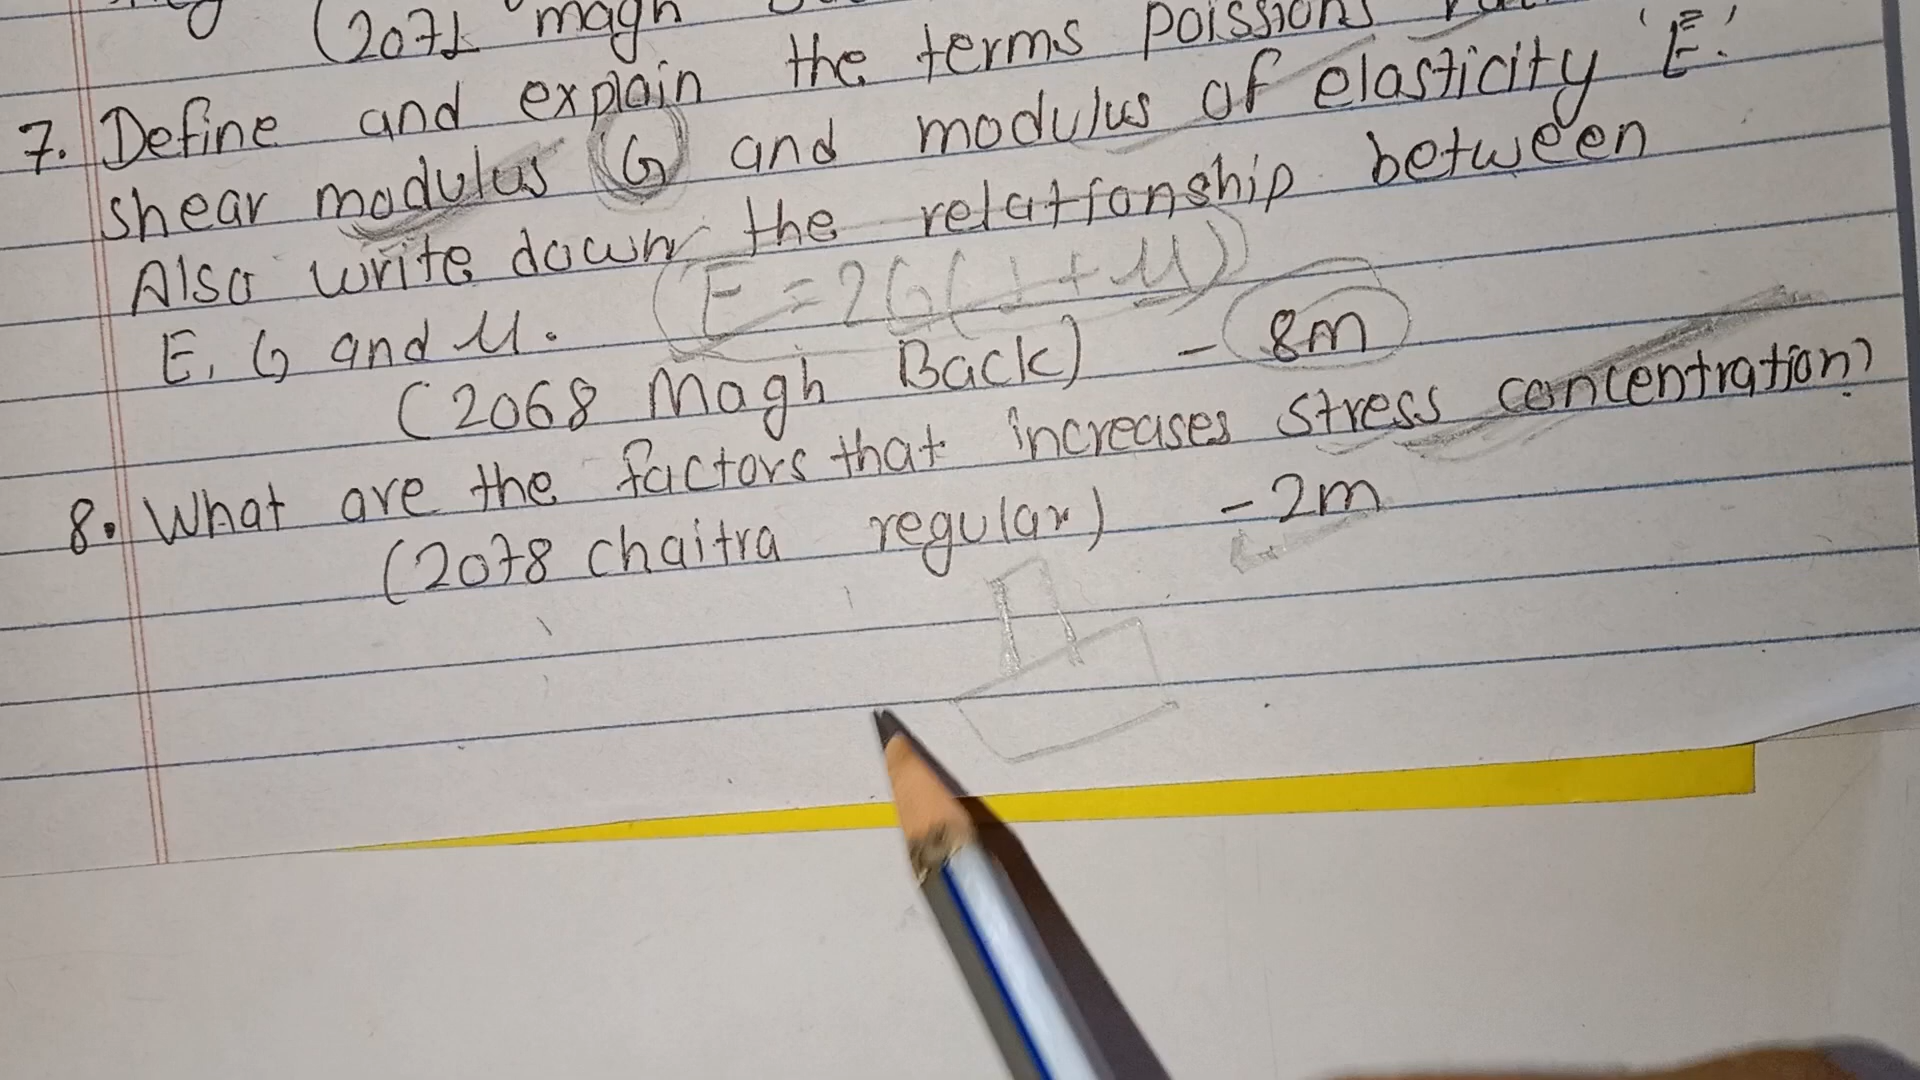 (2071 magh
7. Define and explain the terms poissions
shear modulus G and modulus of elasticity 'E'.
Also write down the relationship between
E, G and μ. E = 2G(1+μ)
(2068 Magh Back) - 8m
8. What are the factors that increases stress concentration?
(2078 chaitra regular) - 2m